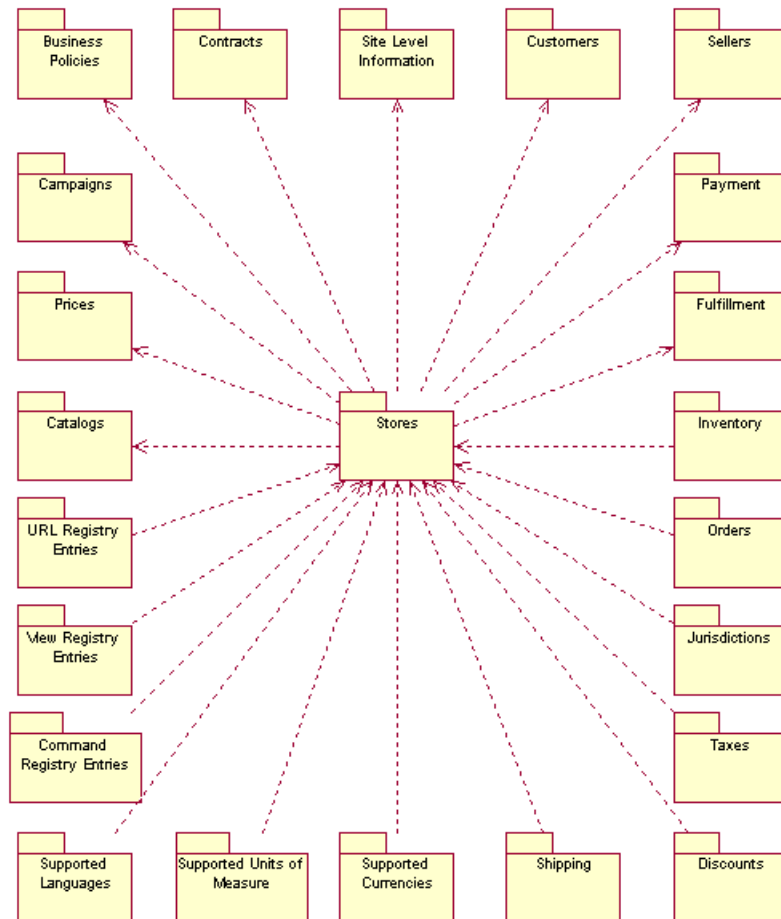 Business
Policies
Contracts
Site Level
Information
Customers
Sellers
Campaigns
Payment
Prices
Fulfillment
Catalogs
Stores
Inventory
URL Registry
Entries
Orders
View Registry
Entries
Jurisdictions
Command
Registry Entries
Taxes
Supported
Languages
Supported Units of
Measure
Supported
Currencies
Shipping
Discounts